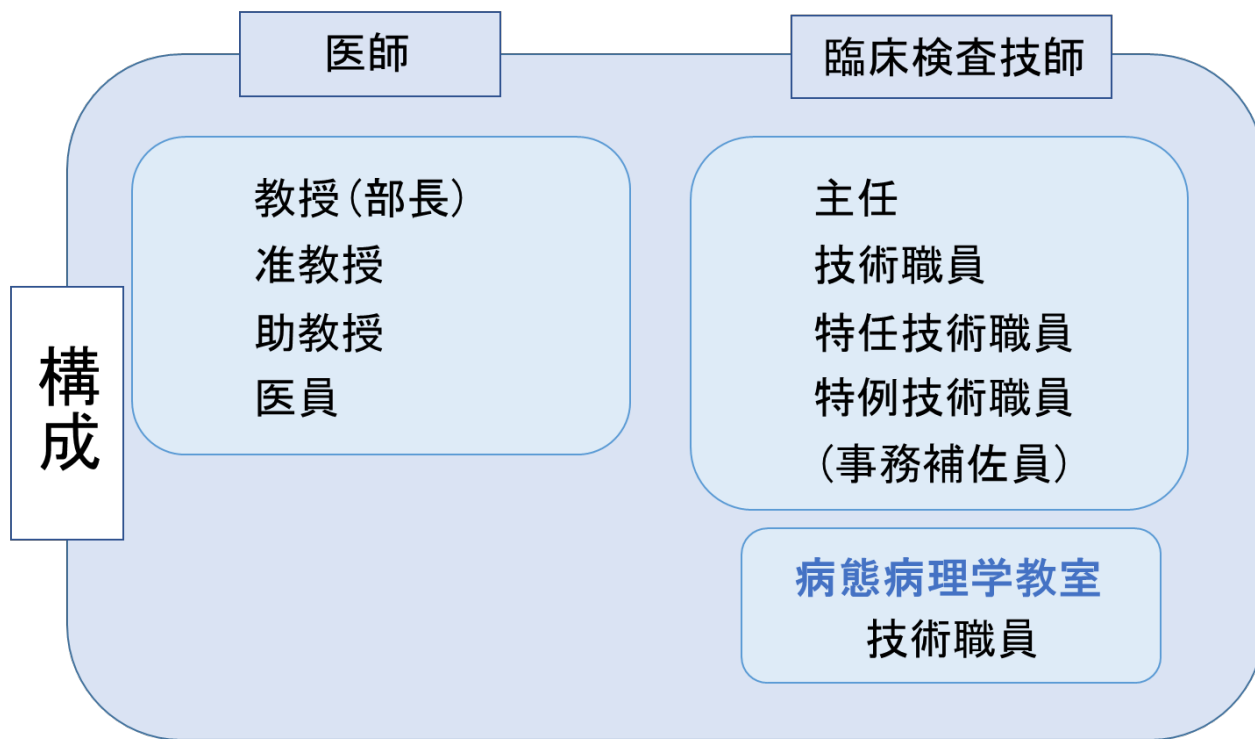 医師
臨床検査技師
構成
教授(部長)
准教授
助教授
医員
主任
技術職員
特任技術職員
特例技術職員
(事務補佐員)
病態病理学教室
技術職員